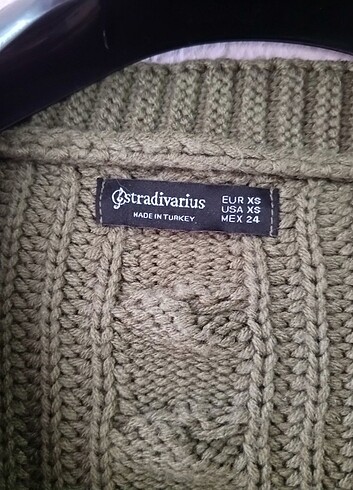 stradivarius
MADE IN TURKEY
EUR XS
USA XS
MEX 24